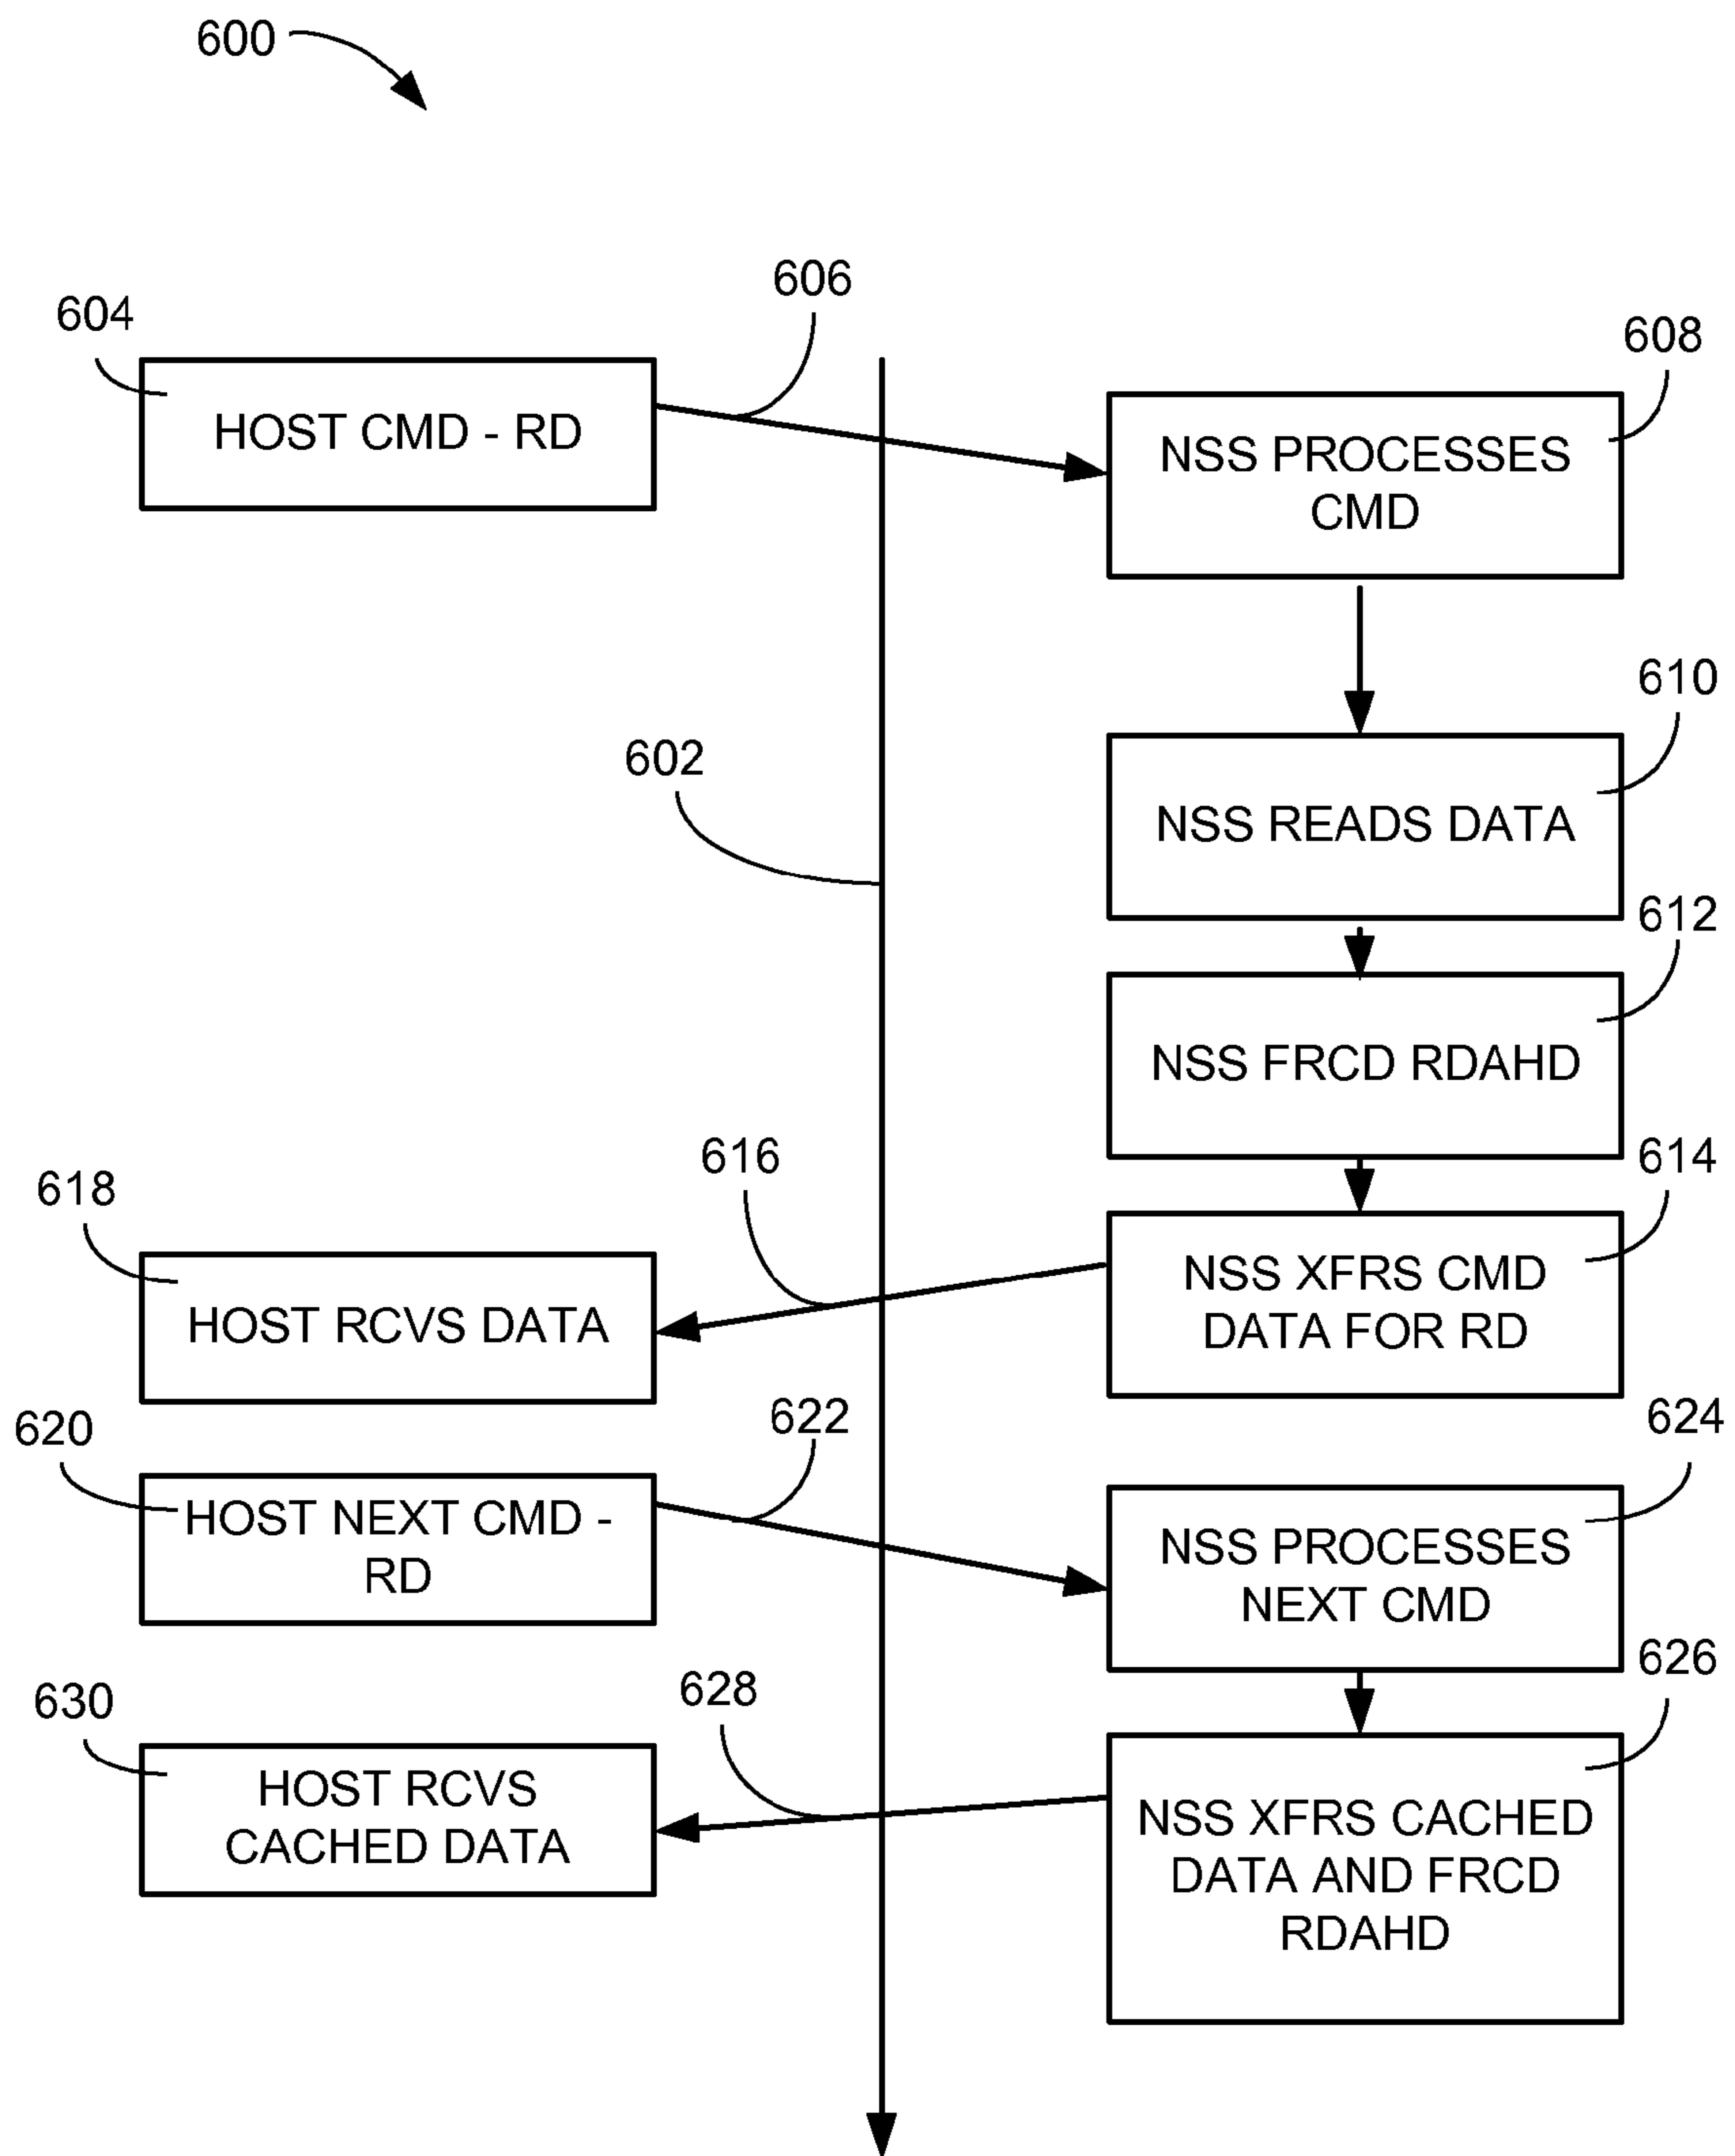 600
606
604
608
HOST CMD - RD
NSS PROCESSES
CMD
610
602
NSS READS DATA
612
NSS FRCD RDAHD
616
614
618
NSS XFRS CMD
DATA FOR RD
HOST RCVS DATA
622
624
620
HOST NEXT CMD -
RD
NSS PROCESSES
NEXT CMD
626
628
630
HOST RCVS
CACHED DATA
NSS XFRS CACHED
DATA AND FRCD
RDAHD